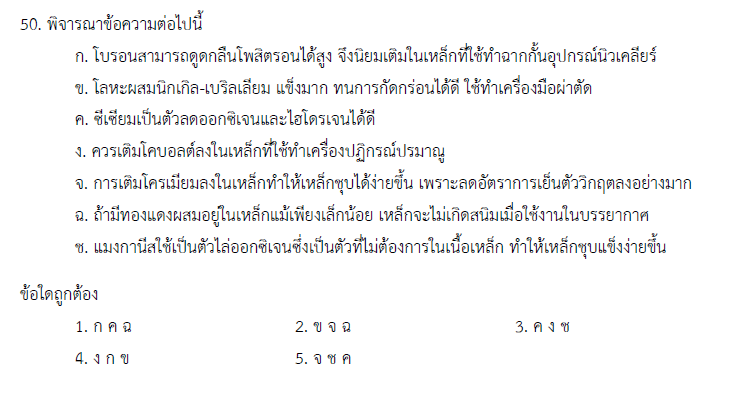 50. พิจารณาข้อความต่อไปนี้
ก. โบรอนสามารถดูดกลืนโพสิตรอนได้สูง จึงนิยมเติมในเหล็กที่ใช้ทำฉากกั้นอุปกรณ์นิวเคลียร์
ข. โลหะผสมนิกเกิล-เบริลเลียม แข็งมาก ทนการกัดกร่อนได้ดี ใช้ทำเครื่องมือผ่าตัด
ค. ซีเซียมเป็นตัวลดออกซิเจนและไฮโดรเจนได้ดี
ง. ควรเติมโคบอลต์ลงในเหล็กที่ใช้ทำเครื่องปฏิกรณ์ปรมาณู
จ. การเติมโครเมียมลงในเหล็กทำให้เหล็กชุบได้ง่ายขึ้น เพราะลดอัตราการเย็นตัววิกฤตลงอย่างมาก
ฉ. ถ้ามีทองแดงผสมอยู่ในเหล็กแม้เพียงเล็กน้อย เหล็กจะไม่เกิดสนิมเมื่อใช้งานในบรรยากาศ
ช. แมงกานีสใช้เป็นตัวไล่ออกซิเจนซึ่งเป็นตัวที่ไม่ต้องการในเนื้อเหล็ก ทำให้เหล็กชุบแข็งง่ายขึ้น
ข้อใดถูกต้อง
1. ก ค ฉ 2. ข จ ฉ 3. ค ง ช
4. ง ก ข 5. จ ช ค